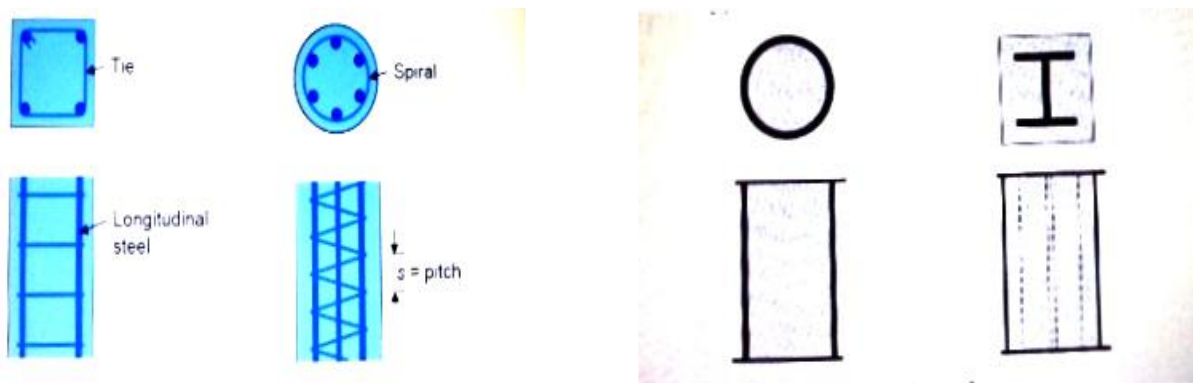 Tie
Spiral
Longitudinal
steel
s = pitch